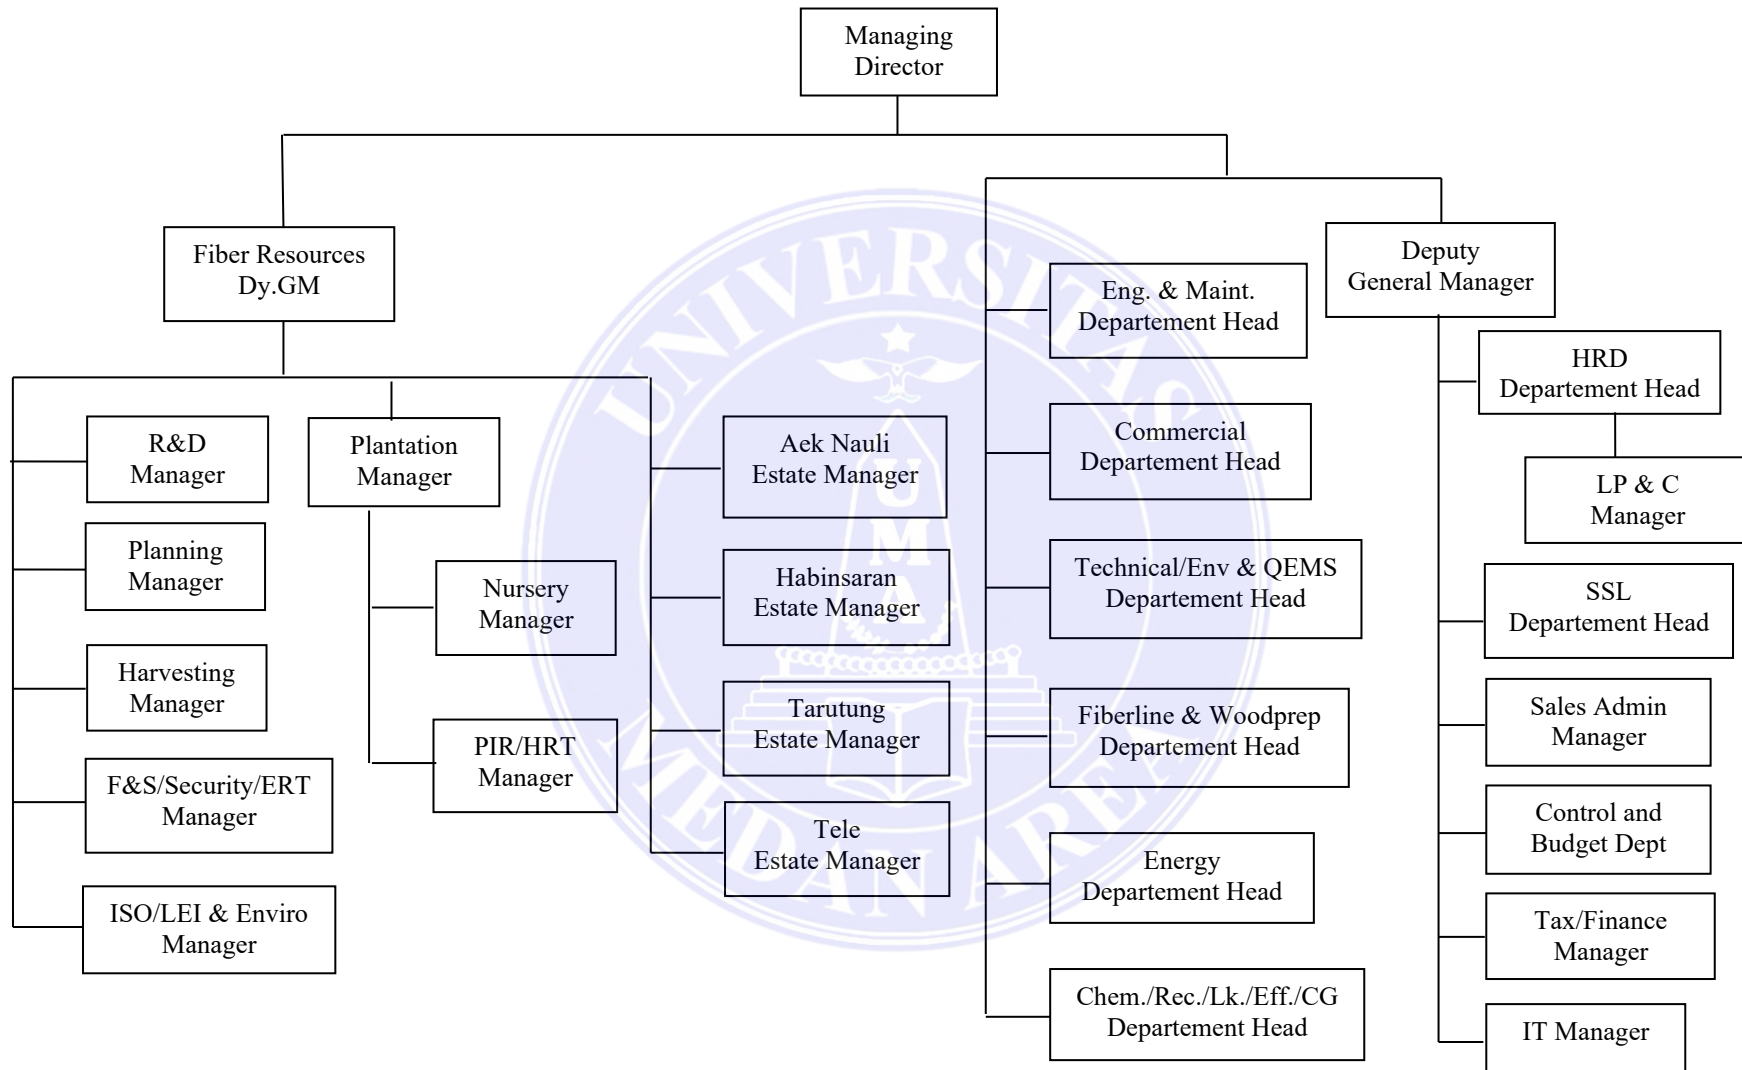 Managing
Director
Fiber Resources
Dy.GM
Deputy
General Manager
R&D
Manager
Planning
Manager
Harvesting
Manager
F&S/Security/ERT
Manager
ISO/LEI & Enviro
Manager
Plantation
Manager
Nursery
Manager
PIR/HRT
Manager
Aek Nauli
Estate Manager
Habinsaran
Estate Manager
Tarutung
Estate Manager
Tele
Estate Manager
Eng. & Maint.
Departement Head
Commercial
Departement Head
Technical/Env & QEMS
Departement Head
Fiberline & Woodprep
Departement Head
Energy
Departement Head
Chem./Rec./Lk./Eff./CG
Departement Head
HRD
Departement Head
LP & C
Manager
SSL
Departement Head
Sales Admin
Manager
Control and
Budget Dept
Tax/Finance
Manager
IT Manager
UNIVERSITAS
MEDAN AREA
U
M
A